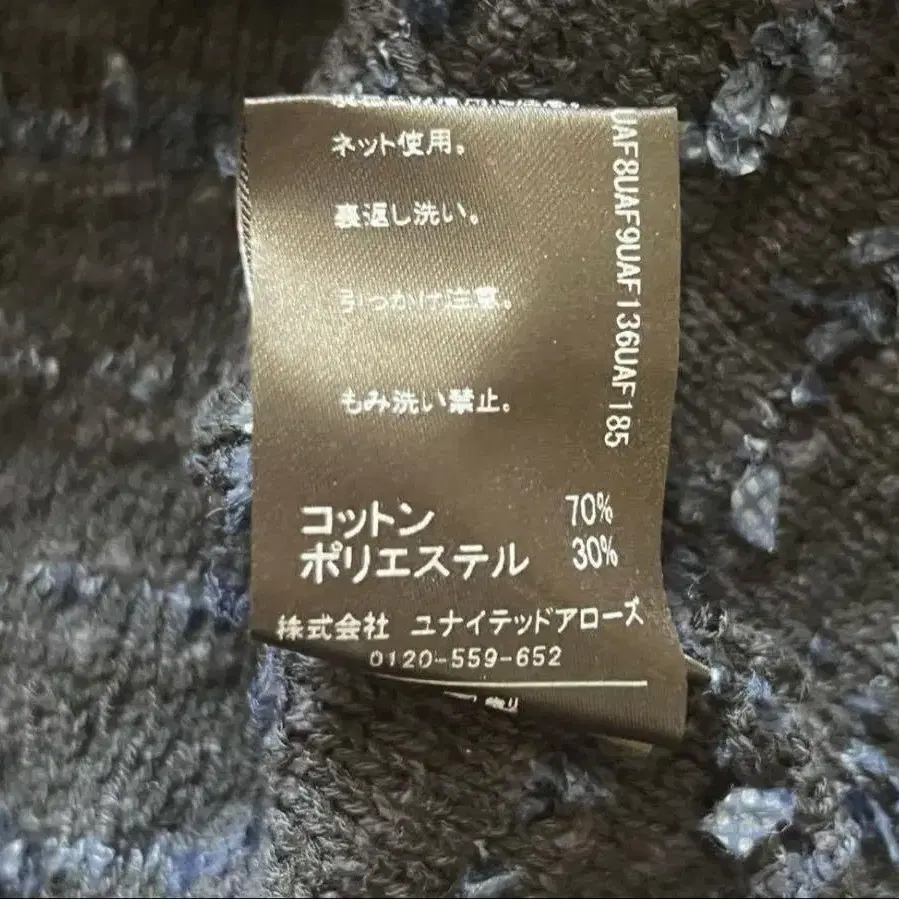 ネット使用。
裏返し洗い。
引っかけ注意。
もみ洗い禁止。
UAF8UAF9UAF136UAF185
コットン 70%
ポリエステル 30%
株式会社 ユナイテッドアローズ
0120-559-652